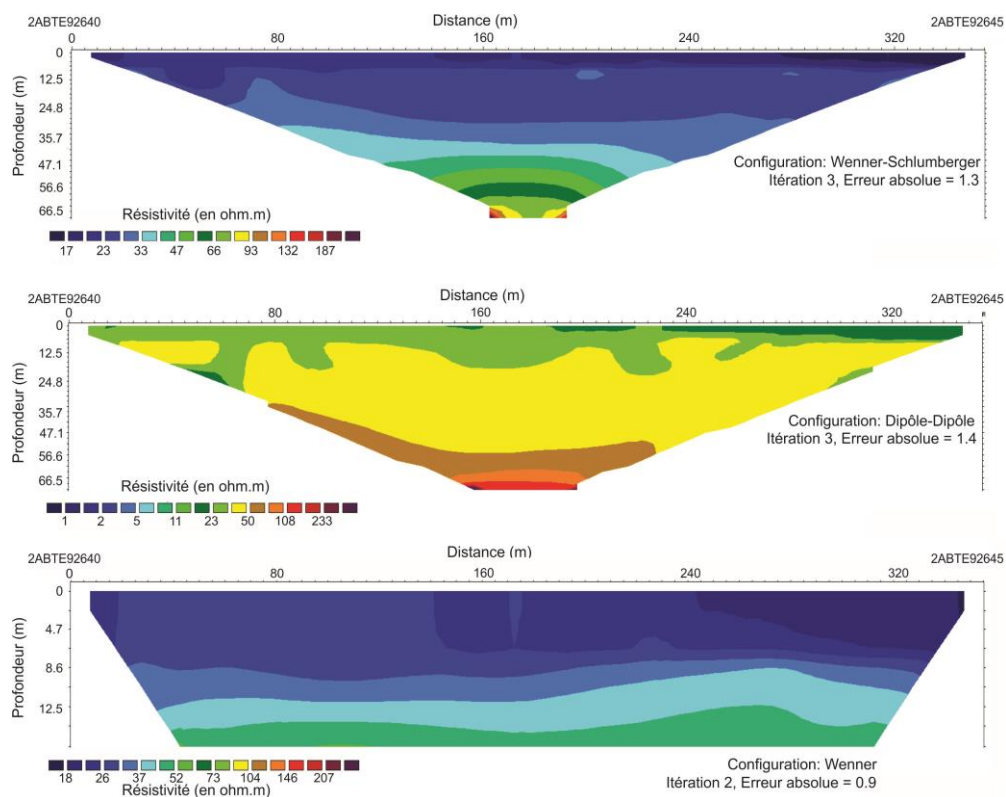 Distance (m)
2ABTE92640 2ABTE92645
0 80 160 240 320
Profondeur (m)
0
12.5
24.8
35.7
47.1
56.6
66.5
Configuration: Wenner-Schlumberger
Itération 3, Erreur absolue = 1.3
Résistivité (en ohm.m)
17 23 33 47 66 93 132 187
Distance (m)
2ABTE92640 2ABTE92645
0 80 160 240 320
Profondeur (m)
0
12.5
24.8
35.7
47.1
56.6
66.5
Configuration: Dipôle-Dipôle
Itération 3, Erreur absolue = 1.4
Résistivité (en ohm.m)
1 2 5 11 23 50 108 233
Distance (m)
2ABTE92640 2ABTE92645
0 80 160 240 320
Profondeur (m)
0
4.7
8.6
12.5
18 26 37 52 73 104 146 207
Résistivité (en ohm.m)
Configuration: Wenner
Itération 2, Erreur absolue = 0.9